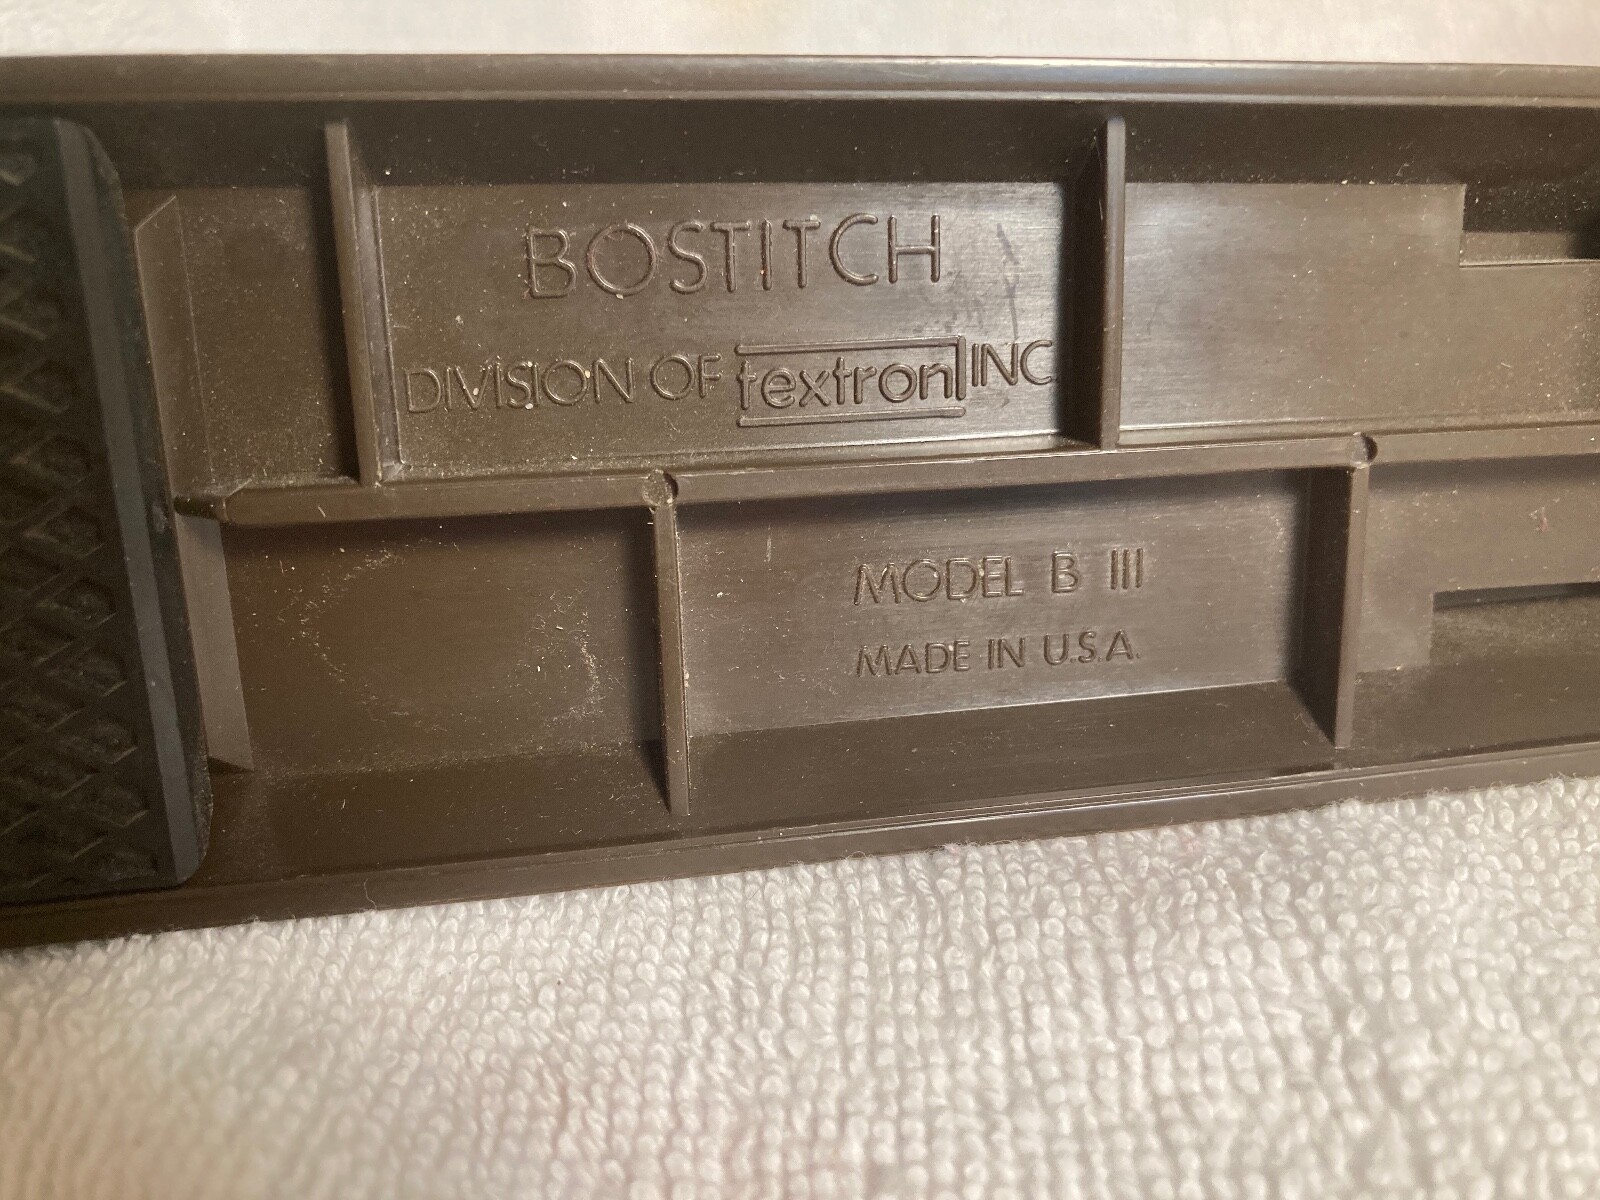 BOSTITCH
DIVISION OF textron INC.
MODEL B III
MADE IN U.S.A.